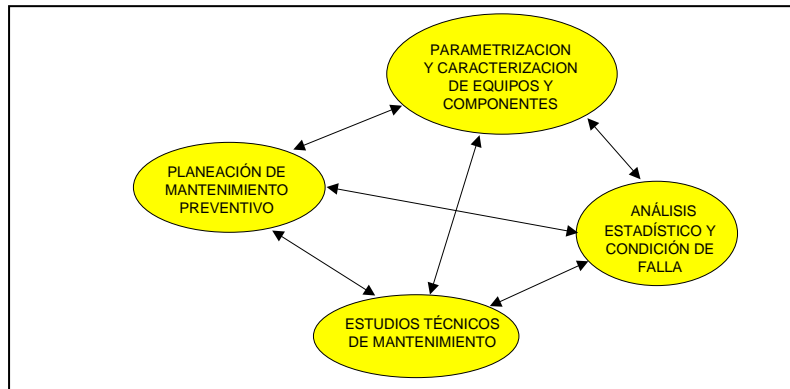 PARAMETRIZACION
Y CARACTERIZACION
DE EQUIPOS Y
COMPONENTES
PLANEACIÓN DE
MANTENIMIENTO
PREVENTIVO
ANÁLISIS
ESTADÍSTICO Y
CONDICIÓN DE
FALLA
ESTUDIOS TÉCNICOS
DE MANTENIMIENTO